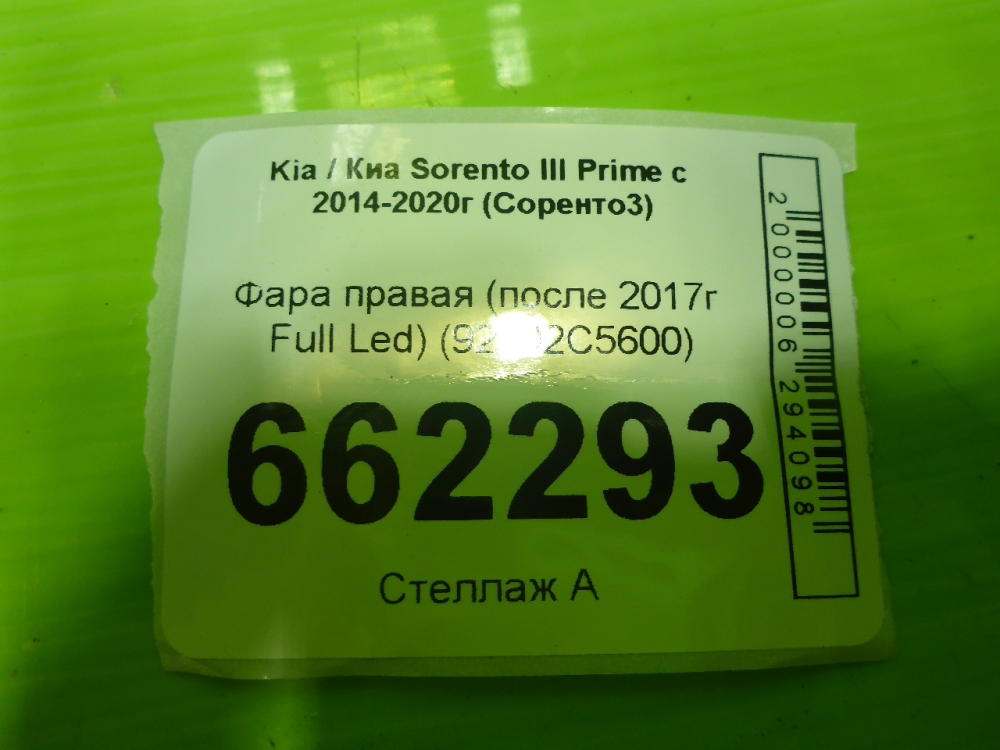 Kia / Киа Sorento III Prime с
2014-2020г (Соренто3)
Фара правая (после 2017г
Full Led)
662293
Стеллаж А
2000006294098